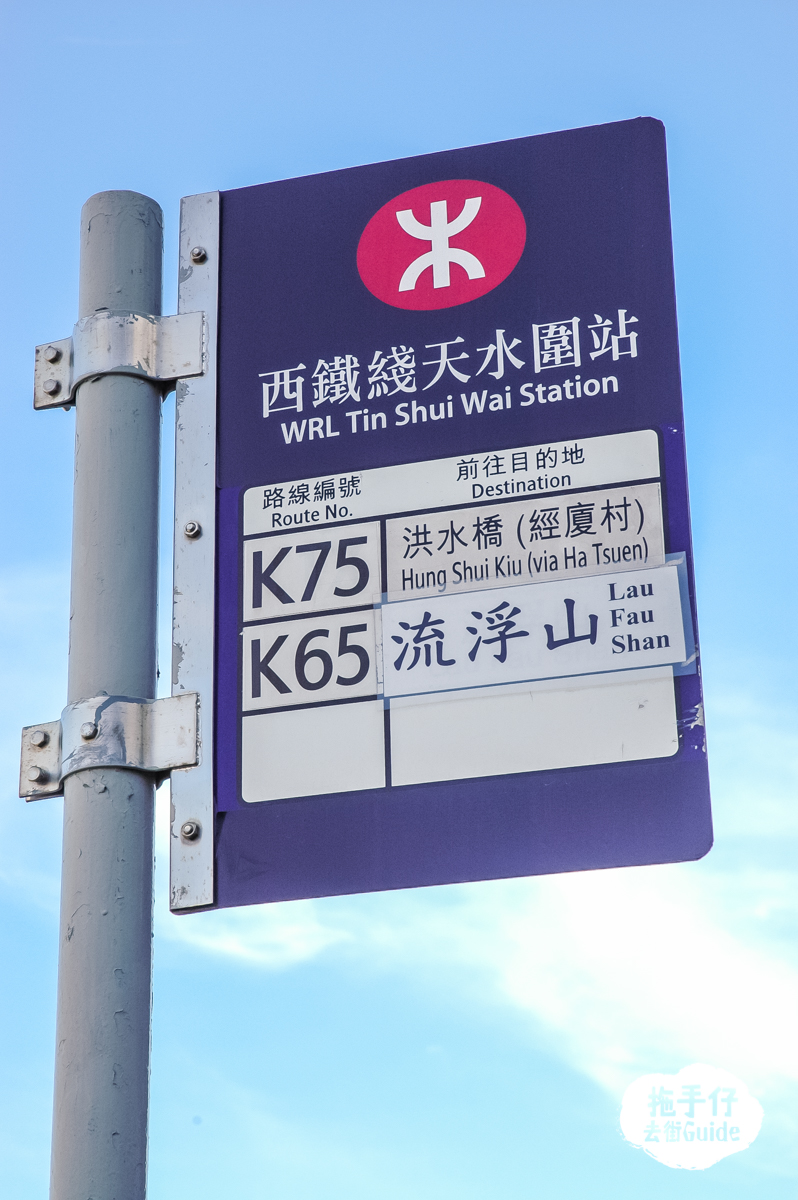 西鐵綫天水圍站
WRL Tin Shui Wai Station
路線編號
Route No.
前往目的地
Destination
K75
洪水橋 (經廈村)
Hung Shui Kiu (via Ha Tsuen)
K65
流浮山
Lau
Fau
Shan
拖手仔
去街Guide